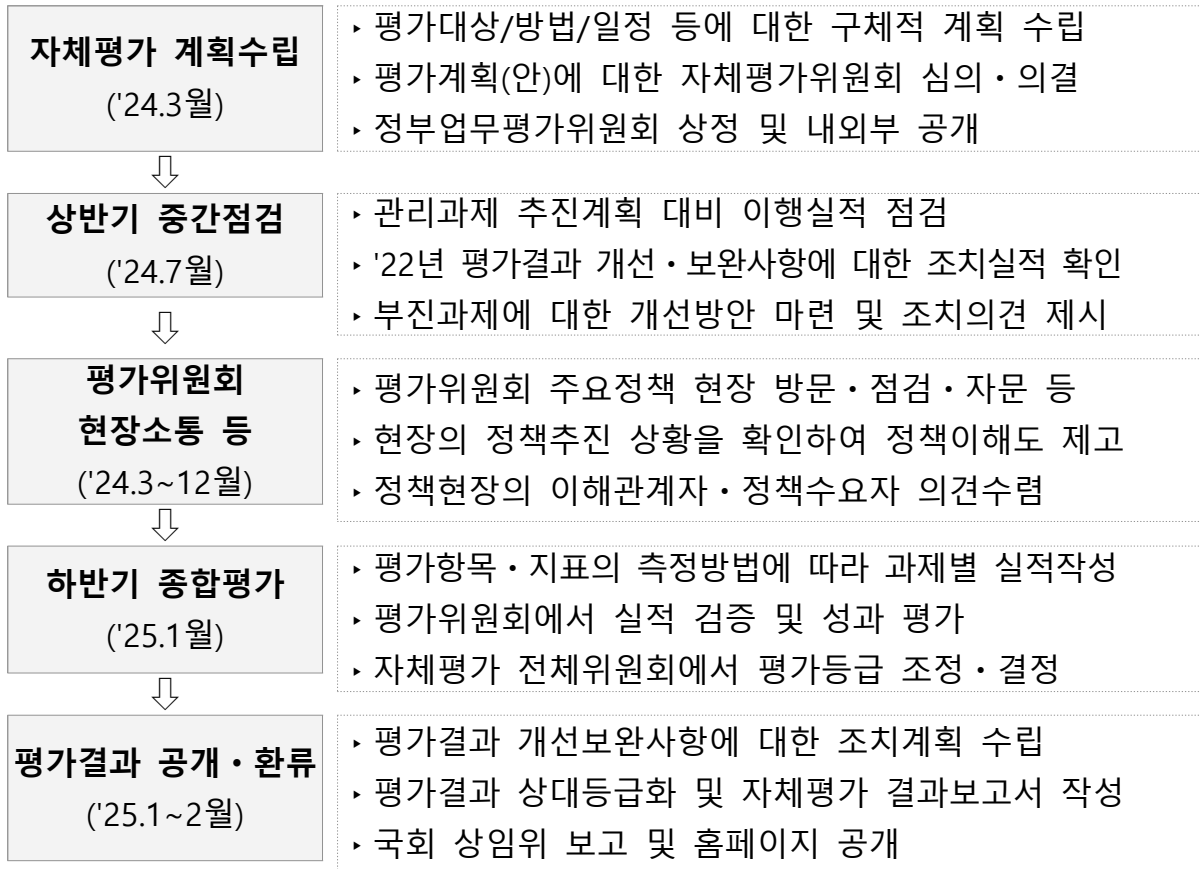 자체평가 계획수립
('24.3월)
‣ 평가대상/방법/일정 등에 대한 구체적 계획 수립
‣ 평가계획(안)에 대한 자체평가위원회 심의・의결
‣ 정부업무평가위원회 상정 및 내외부 공개
⇩
상반기 중간점검
('24.7월)
‣ 관리과제 추진계획 대비 이행실적 점검
‣ '22년 평가결과 개선・보완사항에 대한 조치실적 확인
‣ 부진과제에 대한 개선방안 마련 및 조치의견 제시
⇩
평가위원회
현장소통 등
('24.3~12월)
‣ 평가위원회 주요정책 현장 방문・점검・자문 등
‣ 현장의 정책추진 상황을 확인하여 정책이해도 제고
‣ 정책현장의 이해관계자・정책수요자 의견수렴
⇩
하반기 종합평가
('25.1월)
‣ 평가항목・지표의 측정방법에 따라 과제별 실적작성
‣ 평가위원회에서 실적 검증 및 성과 평가
‣ 자체평가 전체위원회에서 평가등급 조정・결정
⇩
평가결과 공개・환류
('25.1~2월)
‣ 평가결과 개선보완사항에 대한 조치계획 수립
‣ 평가결과 상대등급화 및 자체평가 결과보고서 작성
‣ 국회 상임위 보고 및 홈페이지 공개